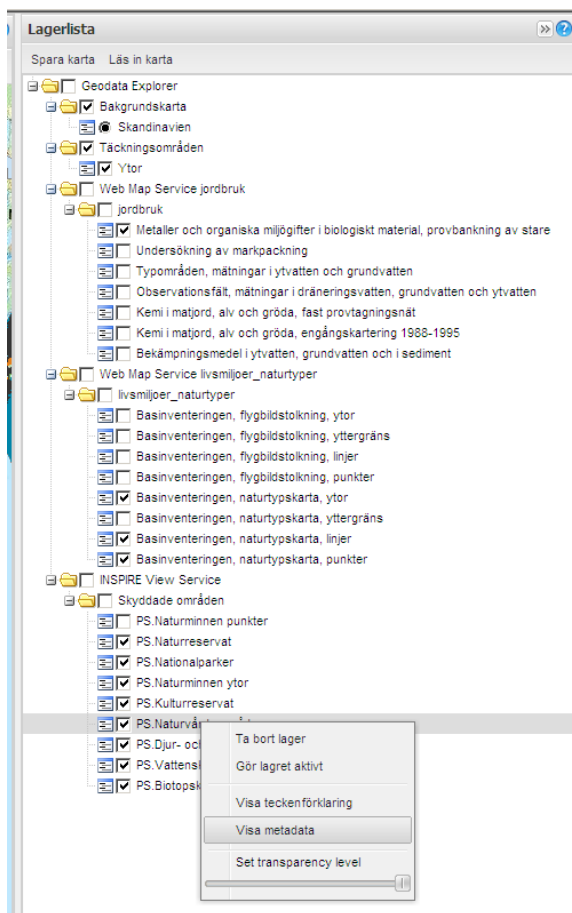 Lagerlista
Spara karta Läs in karta
Geodata Explorer
Bakgrundskarta
Skandinavien
Täckningsområden
Ytor
Web Map Service jordbruk
jordbruk
Metaller och organiska miljögifter i biologiskt material, provbankning av stare
Undersökning av markpackning
Typområden, mätningar i ytvatten och grundvatten
Observationsfält, mätningar i dräneringsvatten, grundvatten och ytvatten
Kemi i matjord, alv och gröda, fast provtagningsnät
Kemi i matjord, alv och gröda, engångskartering 1988-1995
Bekämpningsmedel i ytvatten, grundvatten och i sediment
Web Map Service livsmiljoer_naturtyper
livsmiljoer_naturtyper
Basinventeringen, flygbildstolkning, ytor
Basinventeringen, flygbildstolkning, yttergräns
Basinventeringen, flygbildstolkning, linjer
Basinventeringen, flygbildstolkning, punkter
Basinventeringen, naturtypskarta, ytor
Basinventeringen, naturtypskarta, yttergräns
Basinventeringen, naturtypskarta, linjer
Basinventeringen, naturtypskarta, punkter
INSPIRE View Service
Skyddade områden
PS.Naturminnen punkter
PS.Naturreservat
PS.Nationalparker
PS.Naturminnen ytor
PS.Kulturreservat
PS.Djur- och
Ta bort lager
Gör lagret aktivt
Visa teckenförklaring
Visa metadata
Set transparency level